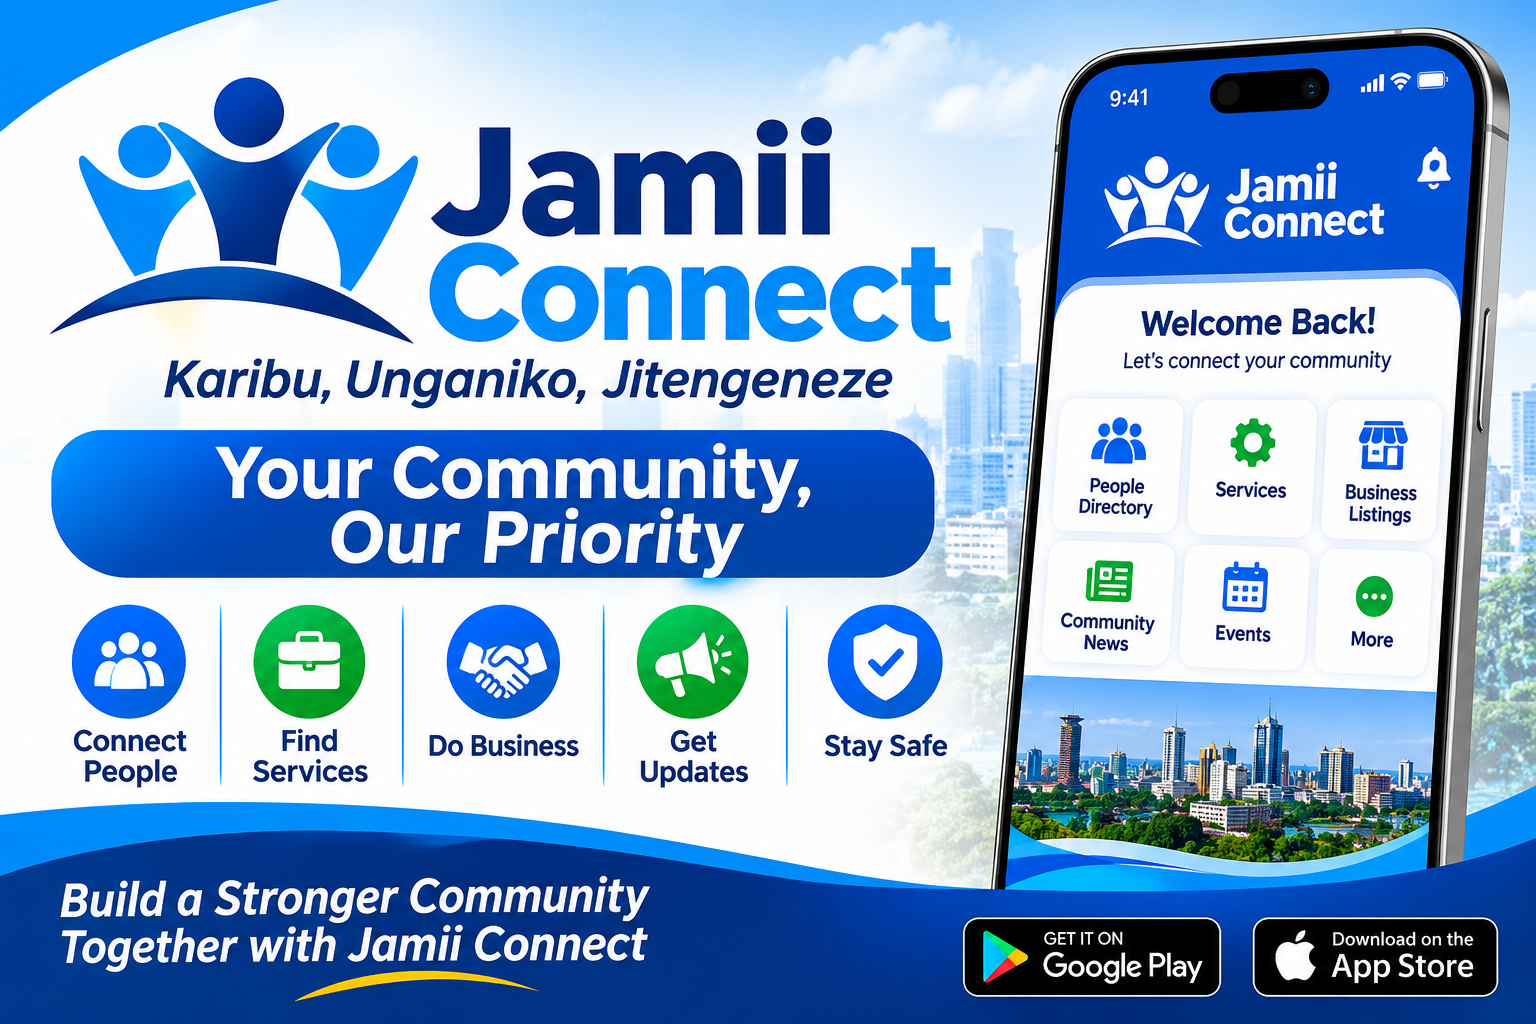 Jamii
Connect
Karibu, Unganiko, Jitengeneze
Your Community,
Our Priority
Connect
People
Find
Services
Do Business
Get
Updates
Stay Safe
Build a Stronger Community
Together with Jamii Connect
9:41
Jamii
Connect
Welcome Back!
Let's connect your community
People
Directory
Services
Business
Listings
Community
News
Events
More
GET IT ON
Google Play
Download on the
App Store